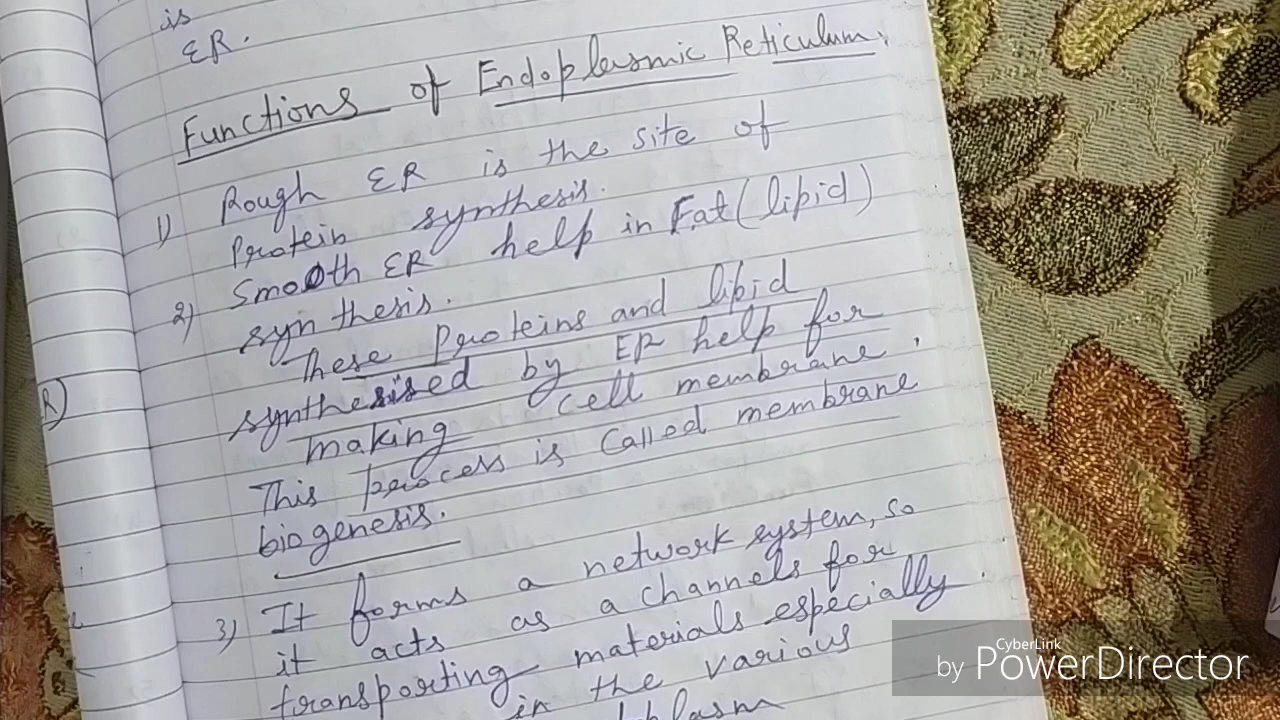 is
ER.
Functions of Endoplasmic Reticulum.
1) Rough ER is the site of
Protein synthesis.
2) Smooth ER help in Fat (lipid)
synthesis.
These Proteins and lipid
synthesised by ER help for
making cell membrane.
This process is called membrane
biogenesis.
3) It forms a network system, so
it acts as a channels for
transporting materials especially
in the various
R)
by CyberLink PowerDirector